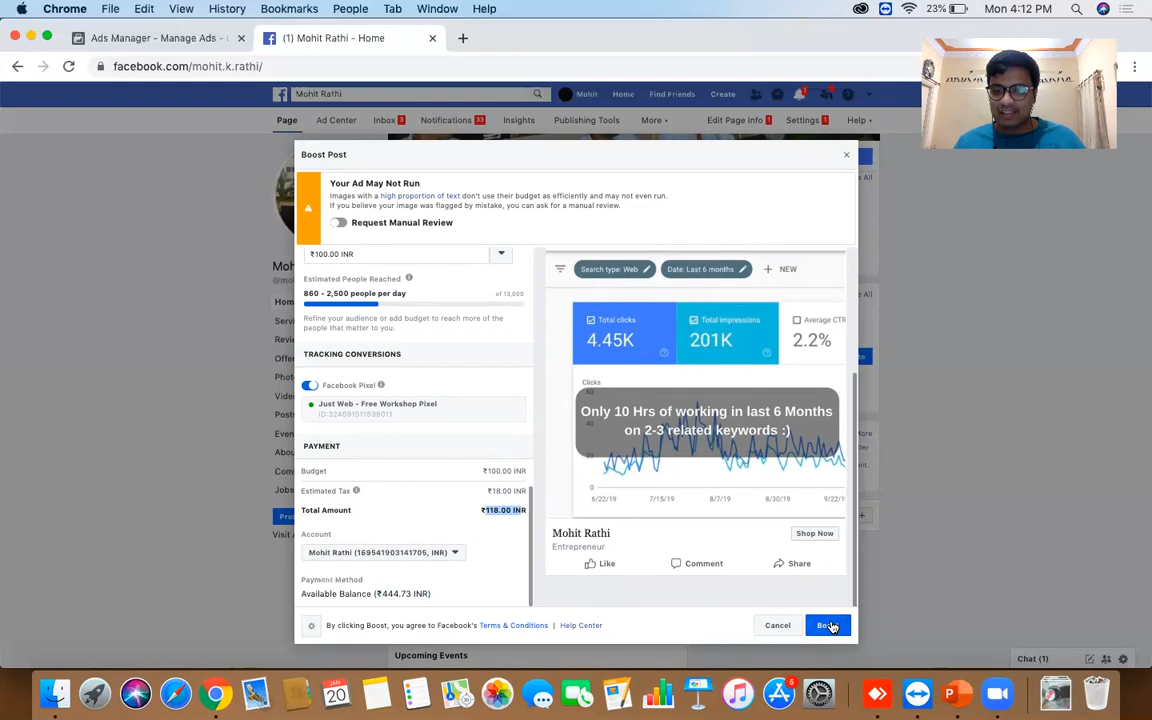 Chrome File Edit View History Bookmarks People Tab Window Help 23% Mon 4:12 PM
Ads Manager - Manage Ads - (1) Mohit Rathi - Home
facebook.com/mohit.k.rathi/
Mohit Rathi Mohit Home Find Friends Create
Page Ad Center Inbox 3 Notifications 33 Insights Publishing Tools More Edit Page Info 1 Settings 1 Help
Boost Post
Your Ad May Not Run
Images with a high proportion of text don't use their budget as efficiently and may not even run.
If you believe your image was flagged by mistake, you can ask for a manual review.
Request Manual Review
₹100.00 INR
Estimated People Reached
860 - 2,500 people per day of 13,000
Refine your audience or add budget to reach more of the
people that matter to you.
TRACKING CONVERSIONS
Facebook Pixel
Just Web - Free Workshop Pixel
ID:324091511699011
PAYMENT
Budget ₹100.00 INR
Estimated Tax ₹18.00 INR
Total Amount ₹118.00 INR
Account
Mohit Rathi (169541903141705, INR)
Payment Method
Available Balance (₹444.73 INR)
Search type: Web Date: Last 6 months + NEW
Total clicks Total impressions Average CTR
4.45K 201K 2.2%
Clicks
60
Only 10 Hrs of working in last 6 Months
on 2-3 related keywords :)
0
6/22/19 7/15/19 8/7/19 8/30/19 9/22/1
Mohit Rathi Shop Now
Entrepreneur
Like Comment Share
By clicking Boost, you agree to Facebook's Terms & Conditions | Help Center Cancel
Upcoming Events
Chat (1)
JAN
20
5